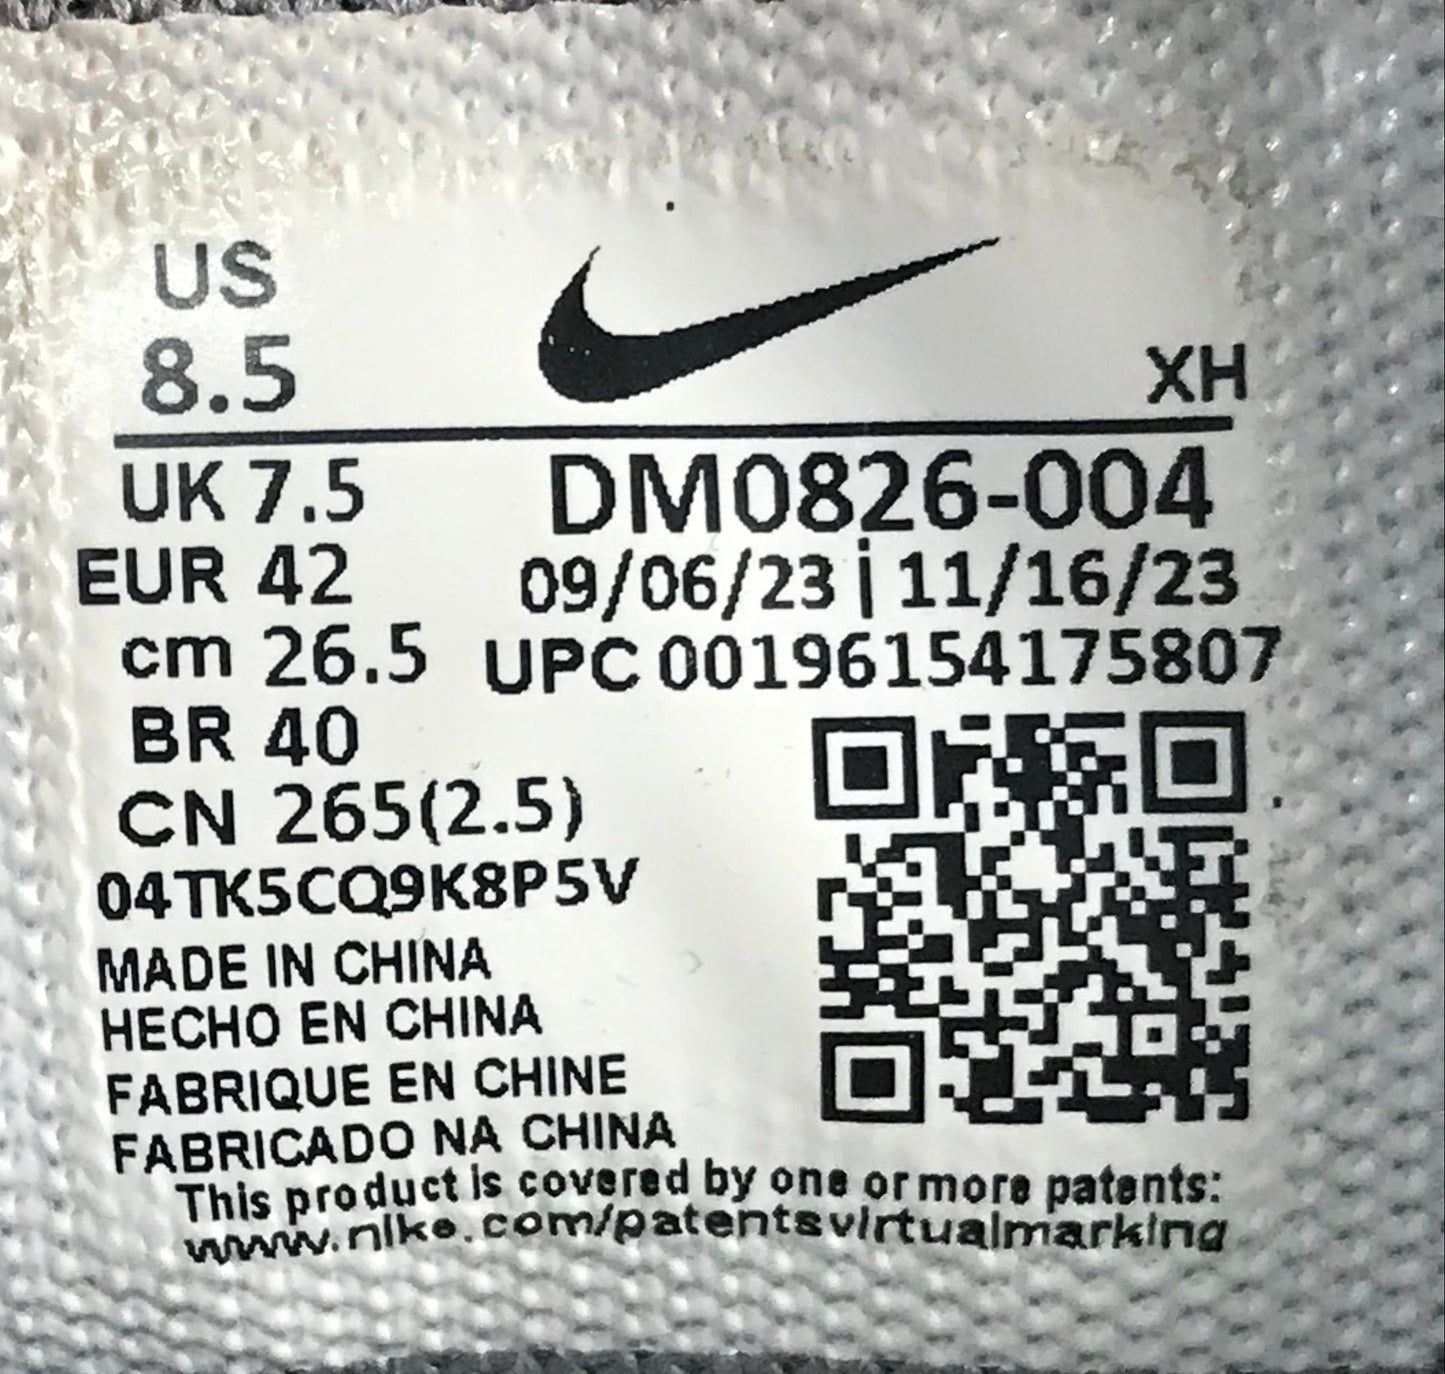 US
8.5
XH
UK 7.5
DM0826-004
EUR 42
09/06/23 | 11/16/23
cm 26.5
UPC 00196154175807
BR 40
CN 265(2.5)
04TK5CQ9K8P5V
MADE IN CHINA
HECHO EN CHINA
FABRIQUE EN CHINE
FABRICADO NA CHINA
This product is covered by one or more patents:
www.nike.com/patentsvirtualmarking